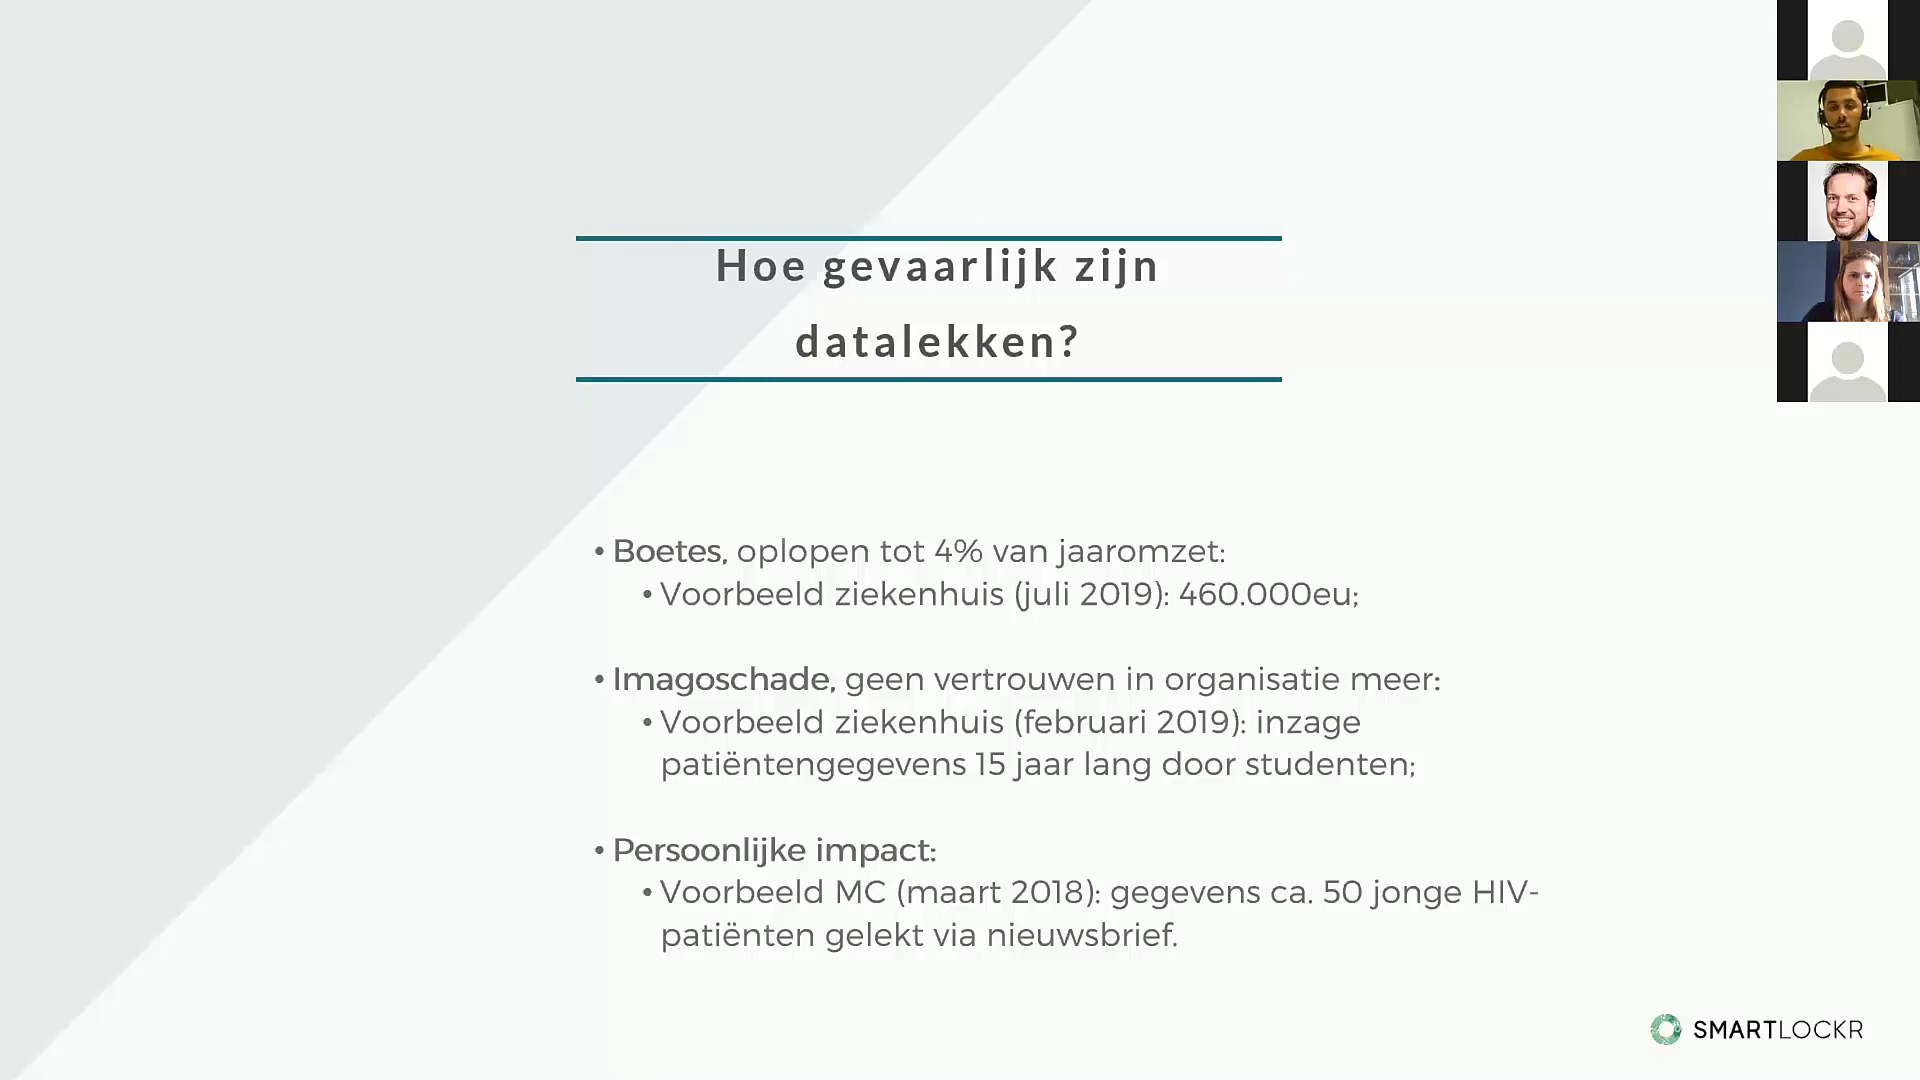 Hoe gevaarlijk zijn
datalekken?
• Boetes, oplopen tot 4% van jaaromzet:
• Voorbeeld ziekenhuis (juli 2019): 460.000eu;
• Imagoschade, geen vertrouwen in organisatie meer:
• Voorbeeld ziekenhuis (februari 2019): inzage
patiëntengegevens 15 jaar lang door studenten;
• Persoonlijke impact:
• Voorbeeld MC (maart 2018): gegevens ca. 50 jonge HIV-
patiënten gelekt via nieuwsbrief.
SMARTLOCKR